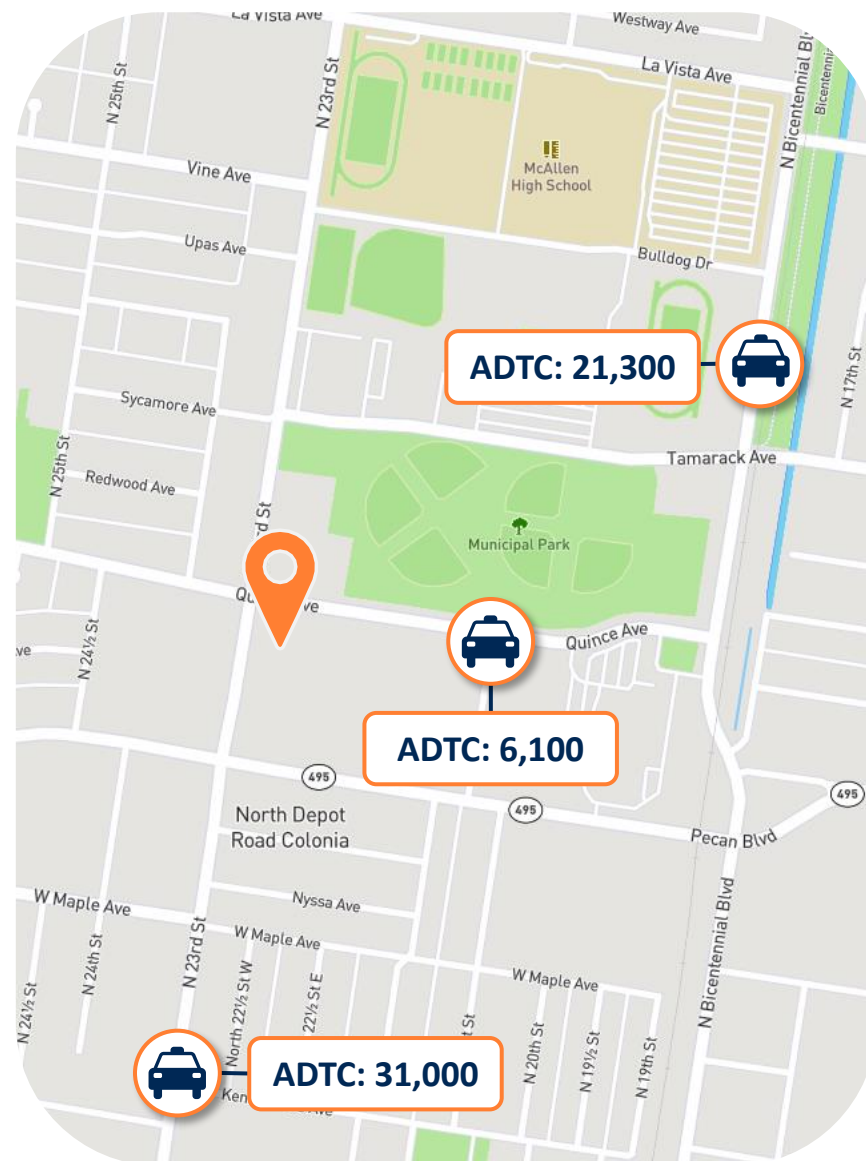 La Vista Ave
Westway Ave
La Vista Ave
N 25th St
N 23rd St
N Bicentennial
Bicentennial
McAllen
High School
Vine Ave
Upas Ave
Bulldog Dr
ADTC: 21,300
N 17th St
Sycamore Ave
Tamarack Ave
N 25th St
Redwood Ave
St
Municipal Park
Ave
Quince Ave
N 24½ St
ADTC: 6,100
495
495
495
North Depot
Road Colonia
Pecan Blvd
W Maple Ave
Nyssa Ave
W Maple Ave
N 23rd St
N 24th St
N 24½ St
North 22½ St W
22½ St E
W Maple Ave
N Bicentennial Blvd
St
N 20th St
N 19½ St
N 19th St
ADTC: 31,000
Ave